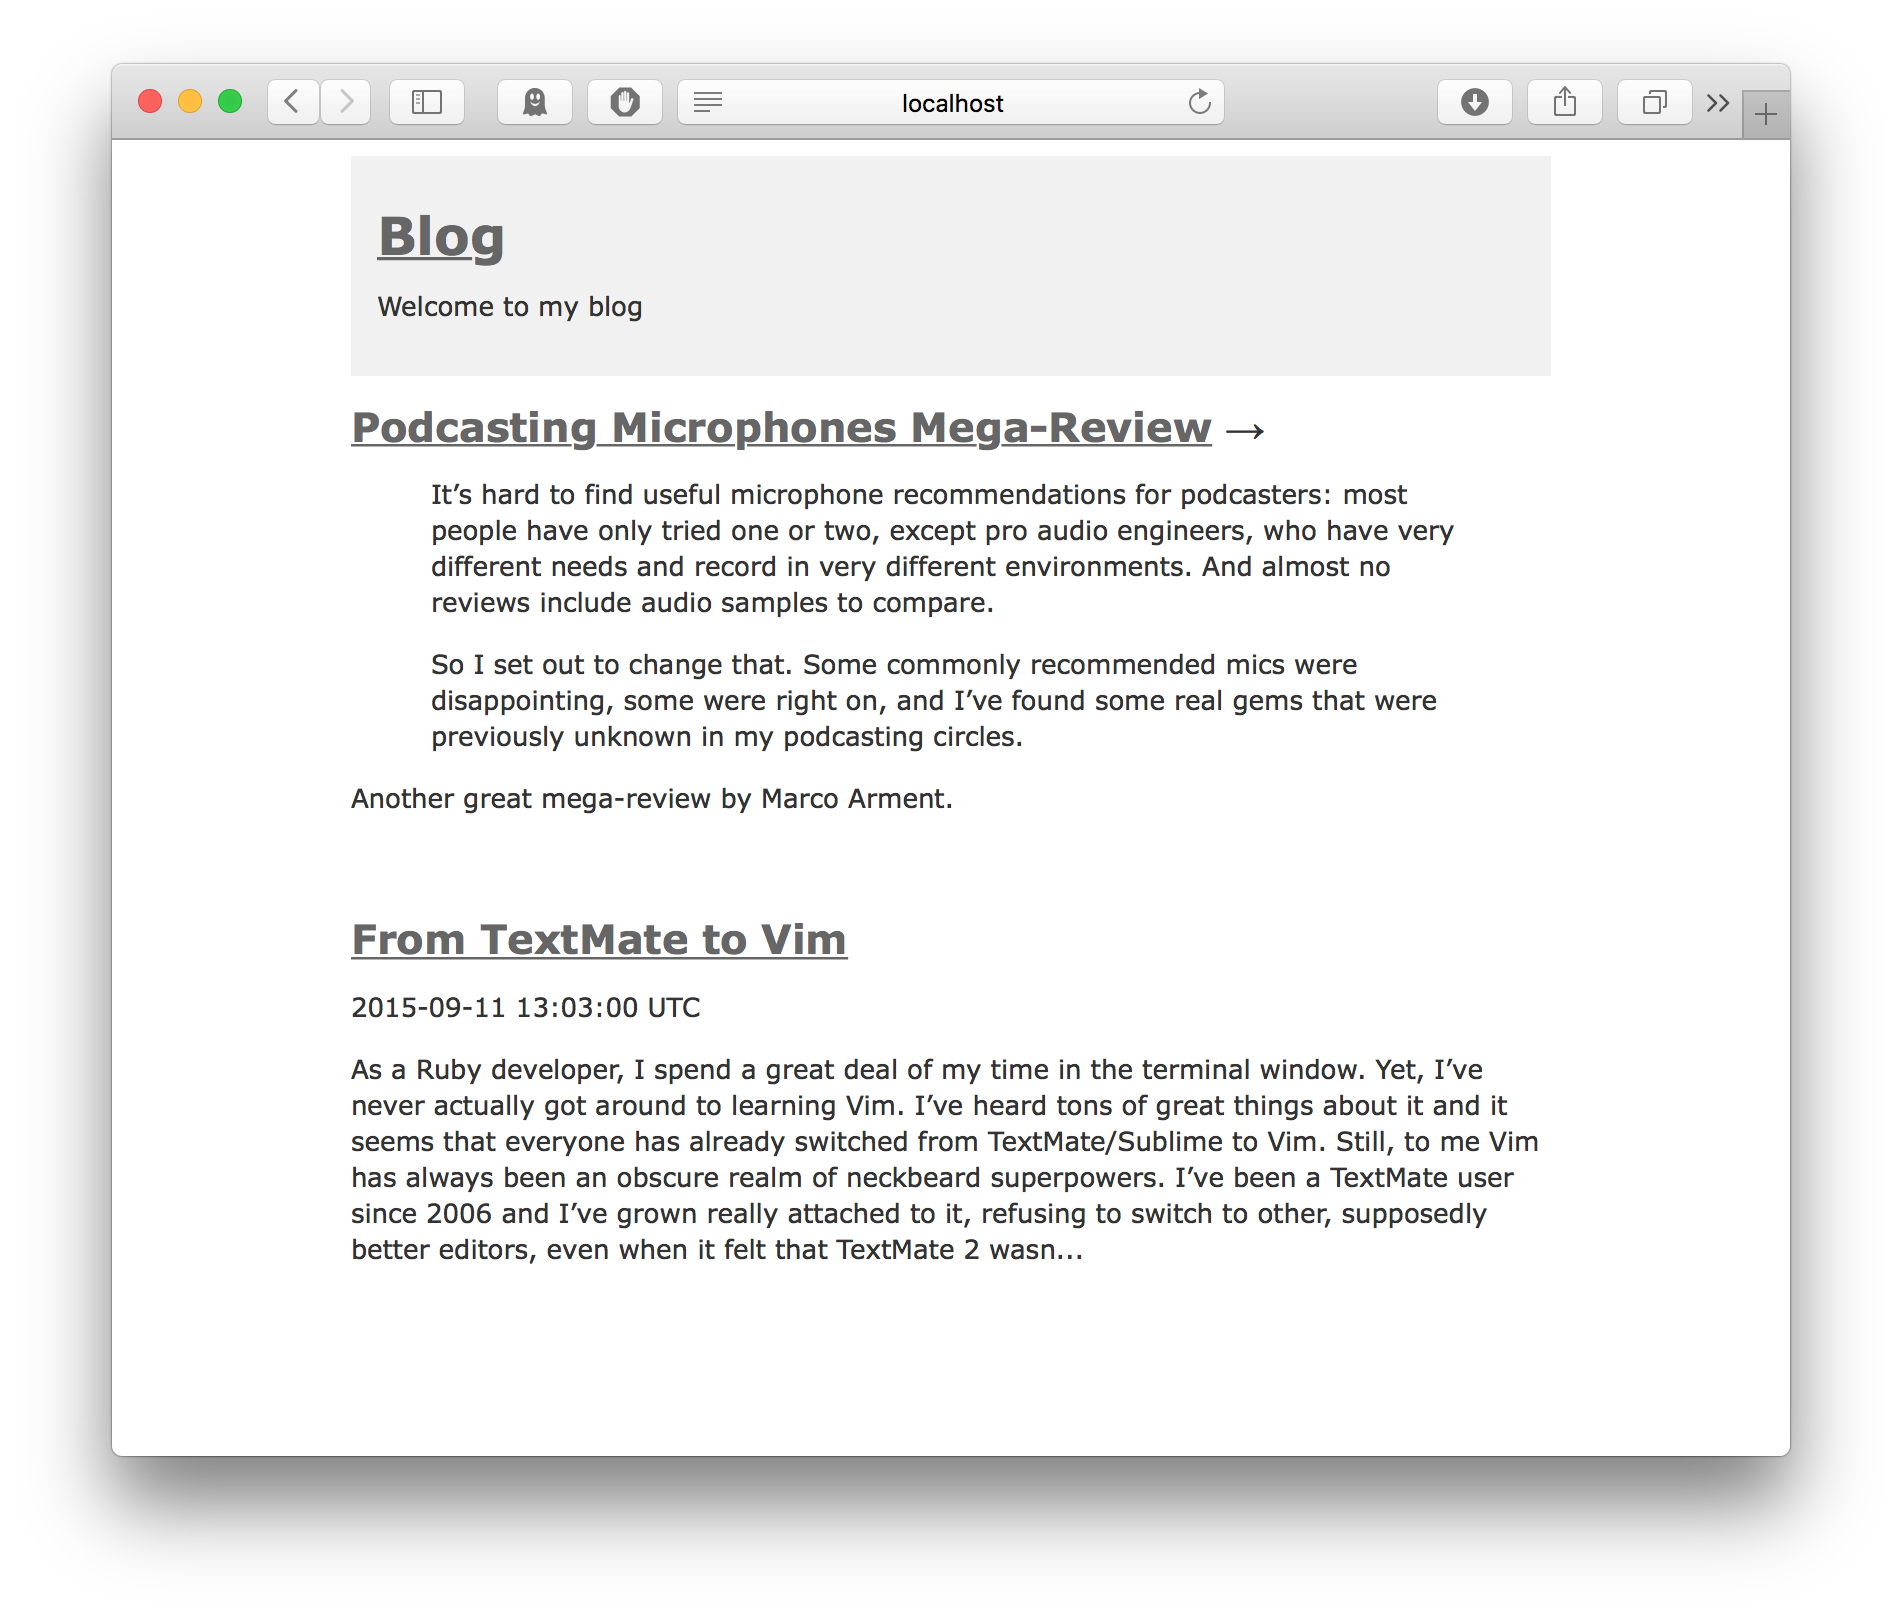 localhost
Blog
Welcome to my blog
Podcasting Microphones Mega-Review →
It’s hard to find useful microphone recommendations for podcasters: most
people have only tried one or two, except pro audio engineers, who have very
different needs and record in very different environments. And almost no
reviews include audio samples to compare.
So I set out to change that. Some commonly recommended mics were
disappointing, some were right on, and I’ve found some real gems that were
previously unknown in my podcasting circles.
Another great mega-review by Marco Arment.
From TextMate to Vim
2015-09-11 13:03:00 UTC
As a Ruby developer, I spend a great deal of my time in the terminal window. Yet, I’ve
never actually got around to learning Vim. I’ve heard tons of great things about it and it
seems that everyone has already switched from TextMate/Sublime to Vim. Still, to me Vim
has always been an obscure realm of neckbeard superpowers. I’ve been a TextMate user
since 2006 and I’ve grown really attached to it, refusing to switch to other, supposedly
better editors, even when it felt that TextMate 2 wasn...